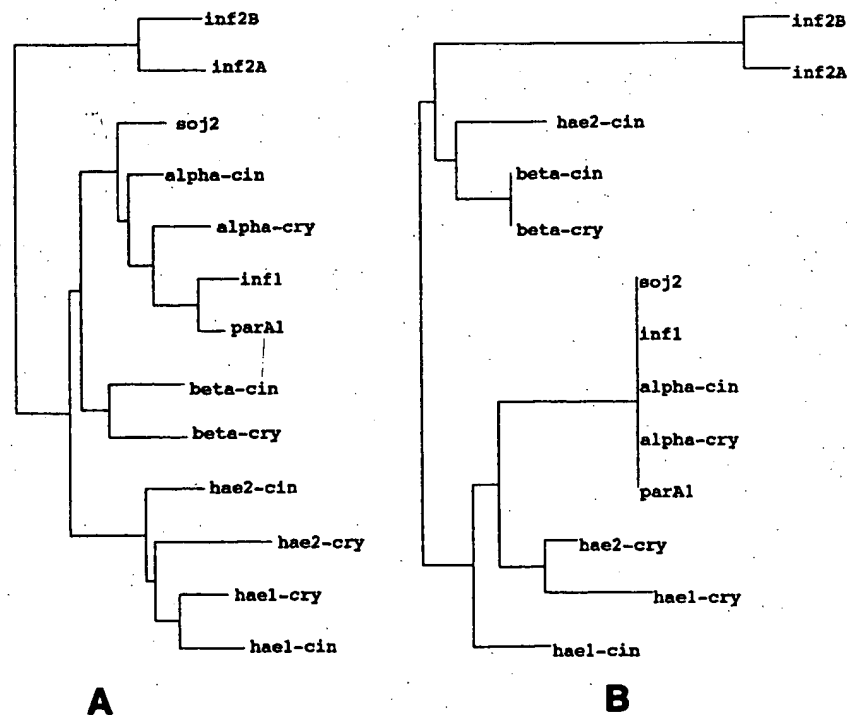 inf2B
inf2A
soj2
alpha-cin
alpha-cry
inf1
parA1
beta-cin
beta-cry
hae2-cin
hae2-cry
hae1-cry
hae1-cin
A
inf2B
inf2A
hae2-cin
beta-cin
beta-cry
soj2
inf1
alpha-cin
alpha-cry
parA1
hae2-cry
hae1-cry
hae1-cin
B